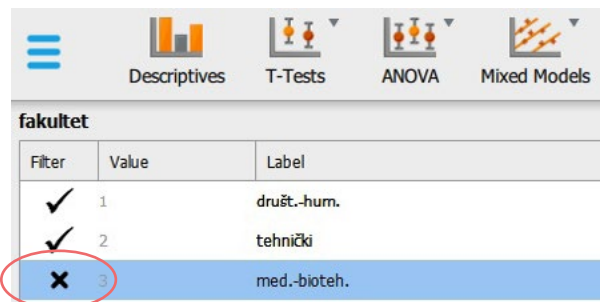 Descriptives T-Tests ANOVA Mixed Models
fakultet
Filter Value Label
1 društ.-hum.
2 tehnički
3 med.-bioteh.